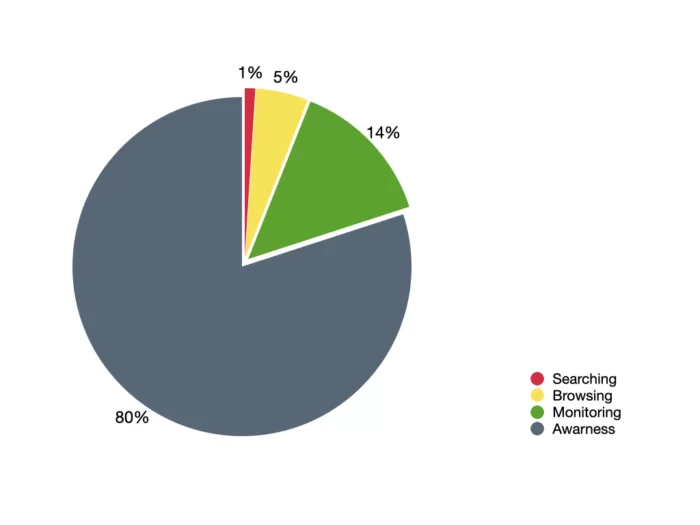 1%
5%
14%
80%
Searching
Browsing
Monitoring
Awarness